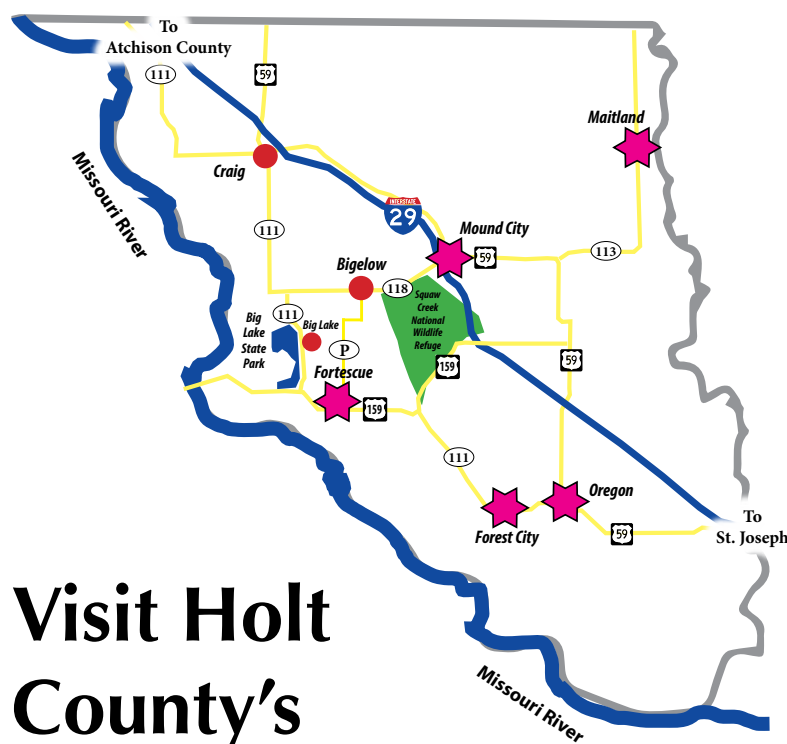 To
Atchison County
111
59
Maitland
Craig
Missouri River
INTERSTATE
29
111
Mound City
59
113
Bigelow
118
Squaw
Creek
National
Wildlife
Refuge
111
Big
Lake
State
Park
Big Lake
P
Fortescue
159
159
59
111
Oregon
Forest City
59
To
St. Joseph
Visit Holt
County's
Missouri River